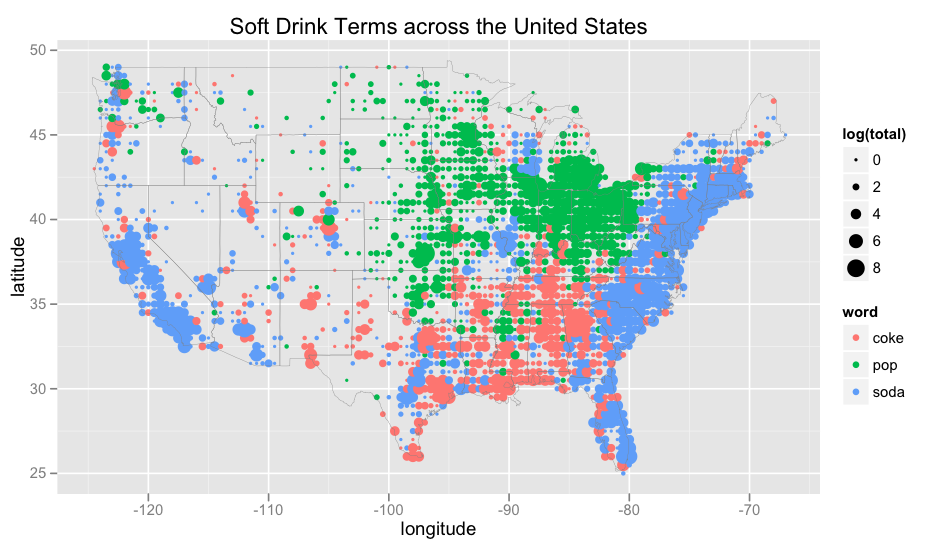 Soft Drink Terms across the United States
50
45
40
35
30
25
latitude
-120
-110
-100
-90
-80
-70
longitude
log(total)
0
2
4
6
8
word
coke
pop
soda